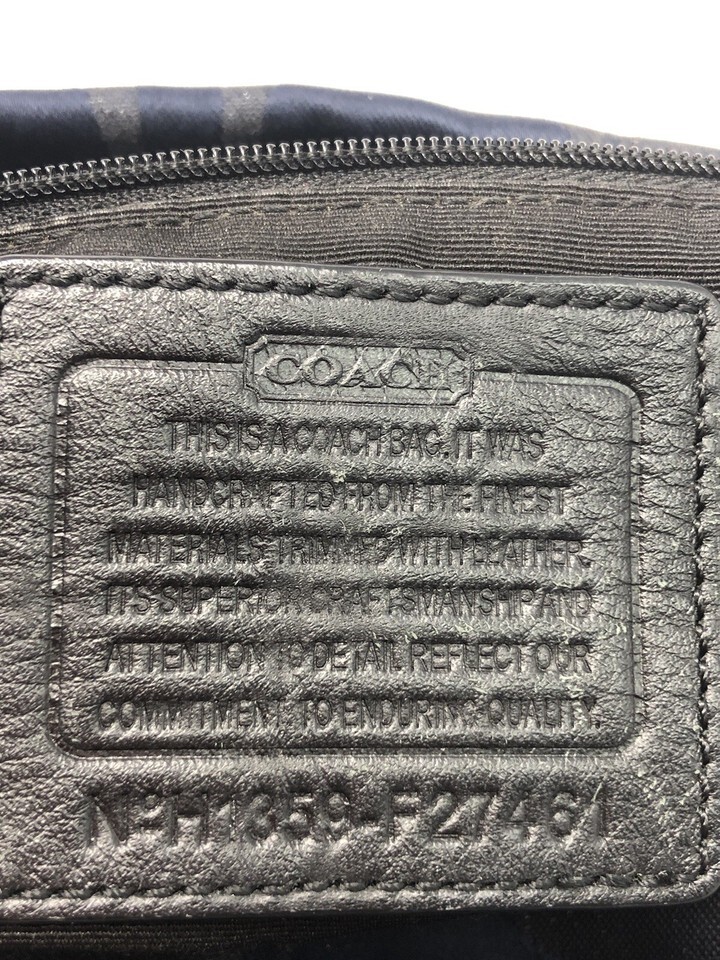 COACH
THIS IS A COACH BAG. IT WAS
HANDCRAFTED FROM THE FINEST
MATERIALS TRIMMED WITH LEATHER.
ITS SUPERIOR CRAFTSMANSHIP AND
ATTENTION TO DETAIL REFLECT OUR
COMMITMENT TO ENDURING QUALITY.
Nº H1359-F27461